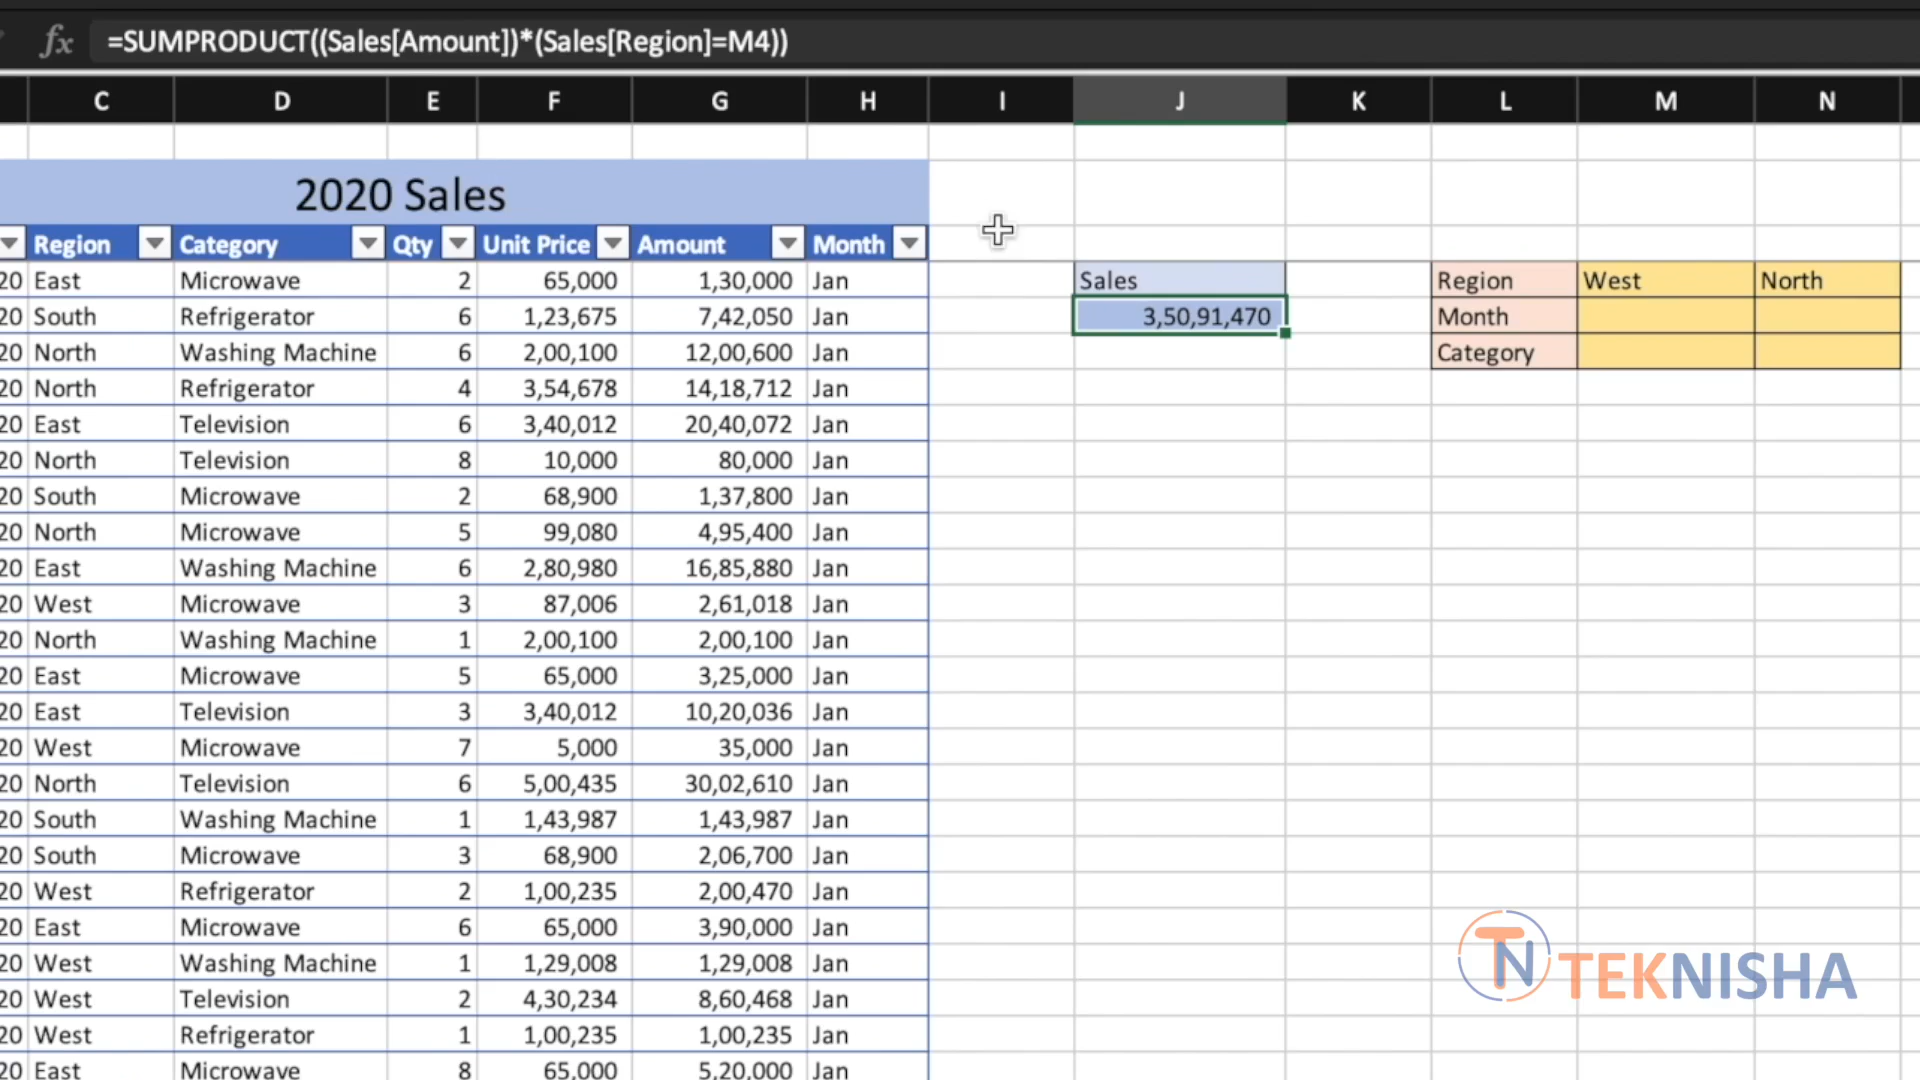 fx =SUMPRODUCT((Sales[Amount])*(Sales[Region]=M4))
C D E F G H I J K L M N
2020 Sales
Region Category Qty Unit Price Amount Month
20 East Microwave 2 65,000 1,30,000 Jan Sales Region West North
20 South Refrigerator 6 1,23,675 7,42,050 Jan 3,50,91,470 Month
20 North Washing Machine 6 2,00,100 12,00,600 Jan Category
20 North Refrigerator 4 3,54,678 14,18,712 Jan
20 East Television 6 3,40,012 20,40,072 Jan
20 North Television 8 10,000 80,000 Jan
20 South Microwave 2 68,900 1,37,800 Jan
20 North Microwave 5 99,080 4,95,400 Jan
20 East Washing Machine 6 2,80,980 16,85,880 Jan
20 West Microwave 3 87,006 2,61,018 Jan
20 North Washing Machine 1 2,00,100 2,00,100 Jan
20 East Microwave 5 65,000 3,25,000 Jan
20 East Television 3 3,40,012 10,20,036 Jan
20 West Microwave 7 5,000 35,000 Jan
20 North Television 6 5,00,435 30,02,610 Jan
20 South Washing Machine 1 1,43,987 1,43,987 Jan
20 South Microwave 3 68,900 2,06,700 Jan
20 West Refrigerator 2 1,00,235 2,00,470 Jan
20 East Microwave 6 65,000 3,90,000 Jan
20 West Washing Machine 1 1,29,008 1,29,008 Jan
20 West Television 2 4,30,234 8,60,468 Jan
20 West Refrigerator 1 1,00,235 1,00,235 Jan
20 East Microwave 8 65,000 5,20,000 Jan
TN TEKNISHA